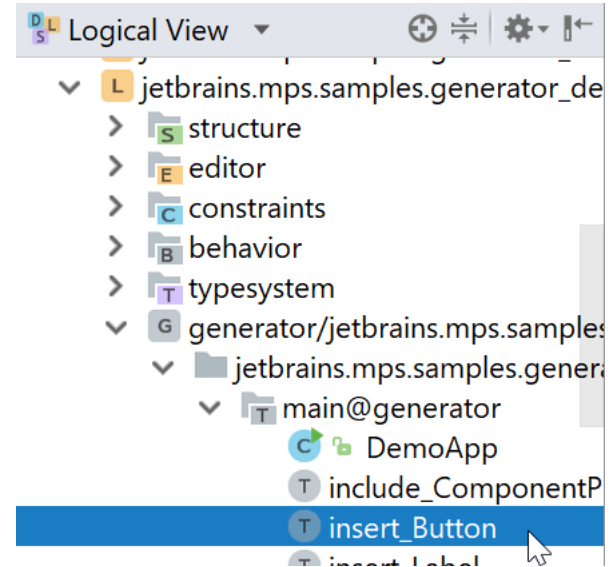 Logical View
jetbrains.mps.samples.generator_de
structure
editor
constraints
behavior
typesystem
generator/jetbrains.mps.samples
jetbrains.mps.samples.genera
main@generator
DemoApp
include_ComponentP
insert_Button
insert_Label